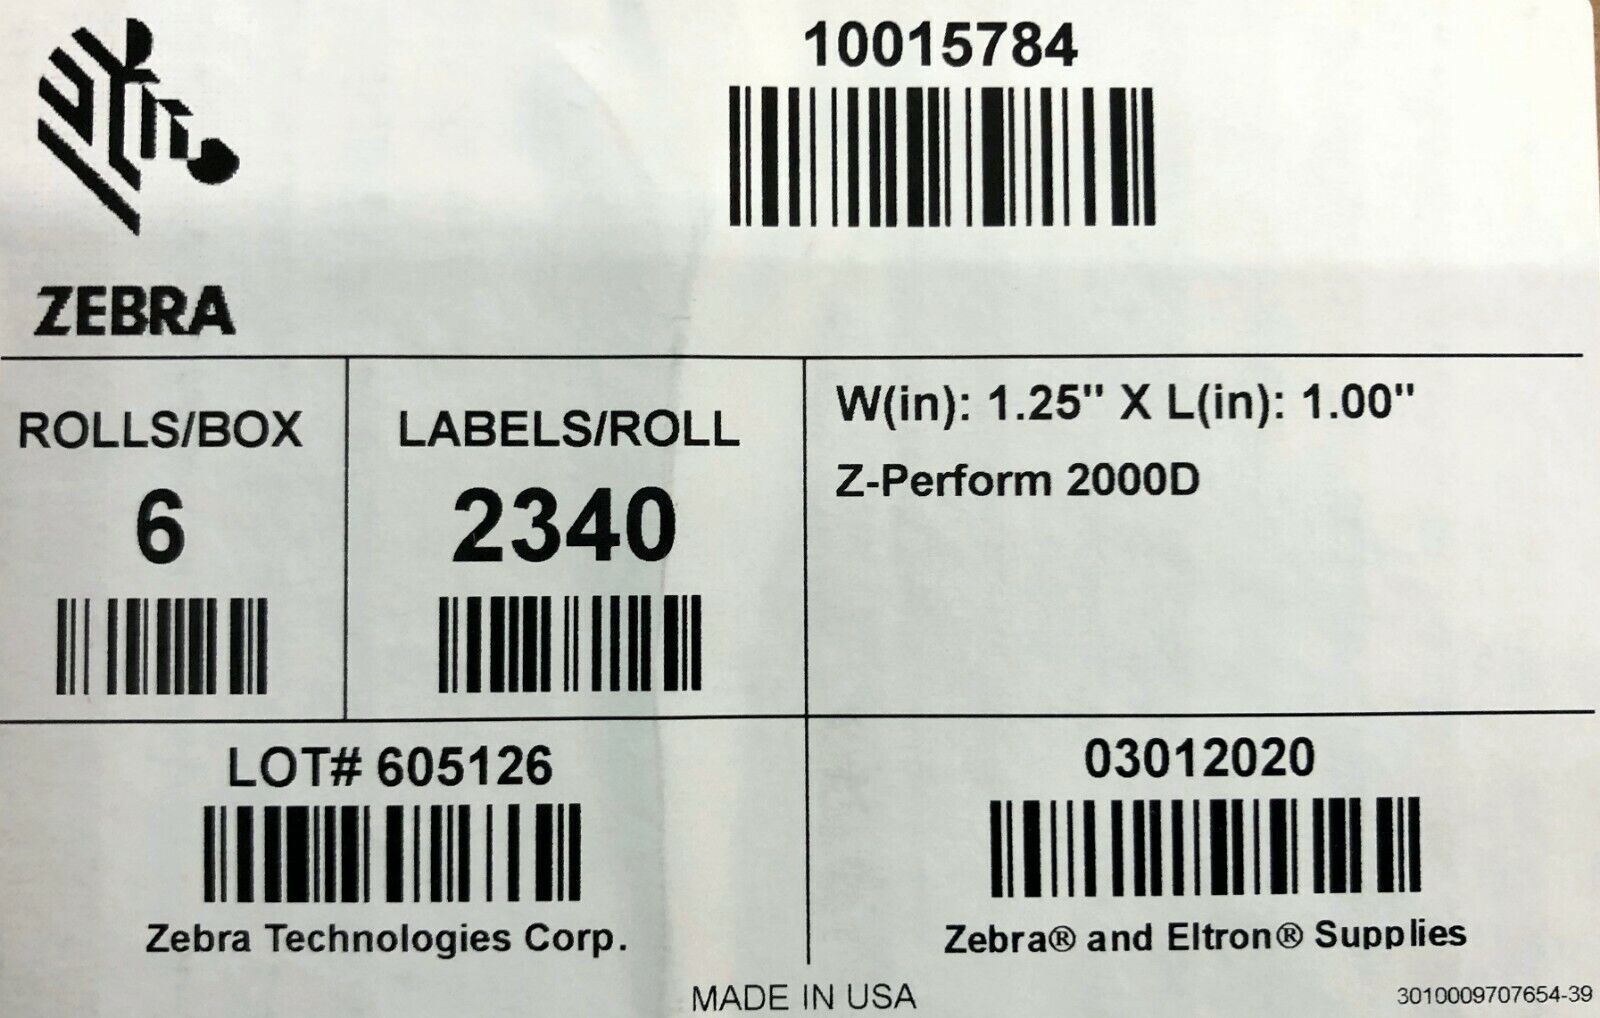 10015784
ZEBRA
ROLLS/BOX
6
LABELS/ROLL
2340
W(in): 1.25" X L(in): 1.00"
Z-Perform 2000D
LOT# 605126
Zebra Technologies Corp.
03012020
Zebra® and Eltron® Supplies
MADE IN USA
3010009707654-39